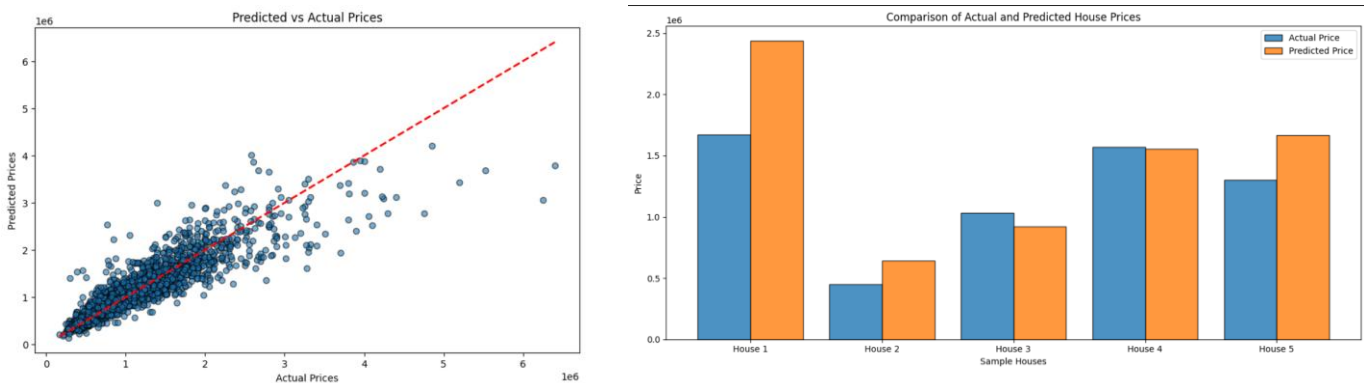 Predicted vs Actual Prices
1e6
6
5
4
3
2
1
0
Predicted Prices
0
1
2
3
4
5
6
1e6
Actual Prices
Comparison of Actual and Predicted House Prices
1e6
Actual Price
Predicted Price
2.5
2.0
1.5
1.0
0.5
0.0
Price
House 1
House 2
House 3
House 4
House 5
Sample Houses